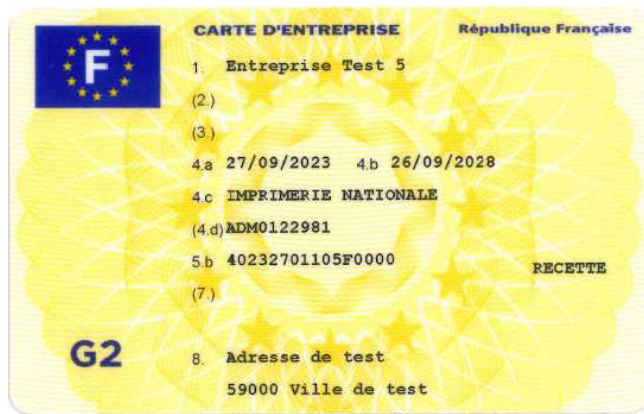 CARTE D'ENTREPRISE République Française
F
1. Entreprise Test 5
(2.)
(3.)
4.a 27/09/2023 4.b 26/09/2028
4.c IMPRIMERIE NATIONALE
(4.d) ADM0122981
5.b 40232701105F0000
RECETTE
(7.)
G2
8. Adresse de test
59000 Ville de test